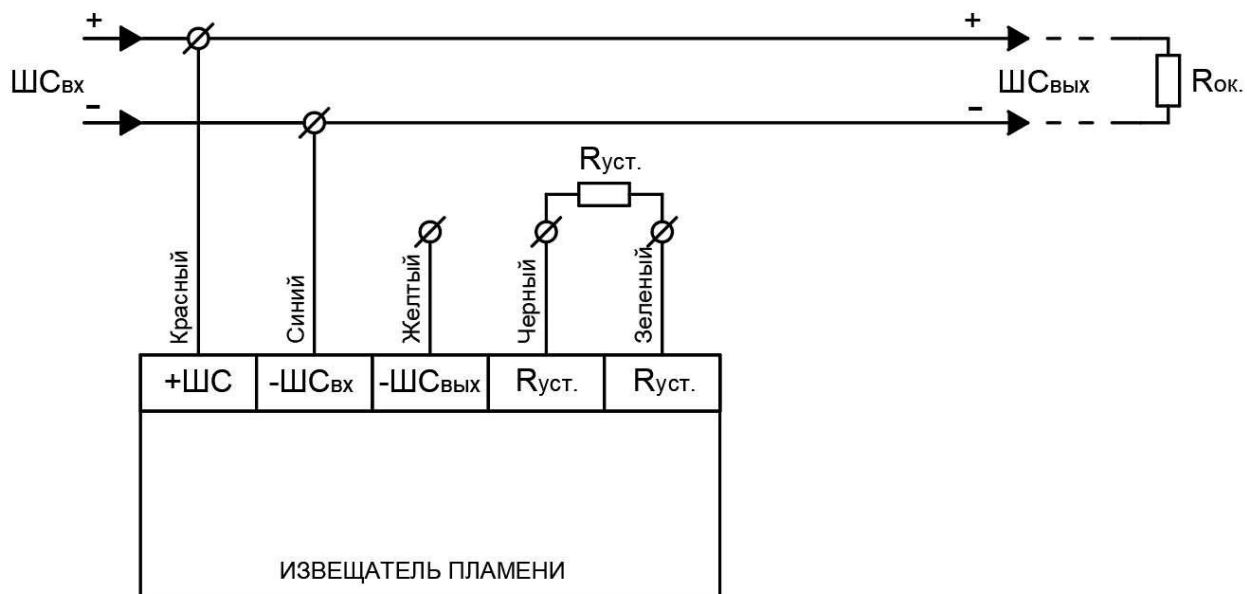 + +
ШСвх ШСвых Rок.
- -
Rуст.
Красный
Синий
Желтый
Черный
Зеленый
+ШС -ШСвх -ШСвых Rуст. Rуст.
ИЗВЕЩАТЕЛЬ ПЛАМЕНИ